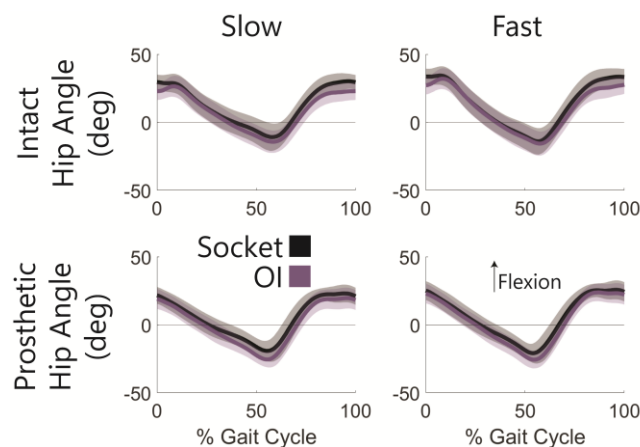 Slow
Fast
Intact
Hip Angle
(deg)
50
0
-50
0
50
100
50
0
-50
0
50
100
Prosthetic
Hip Angle
(deg)
50
0
-50
0
50
100
% Gait Cycle
Socket
OI
50
0
-50
0
50
100
% Gait Cycle
Flexion